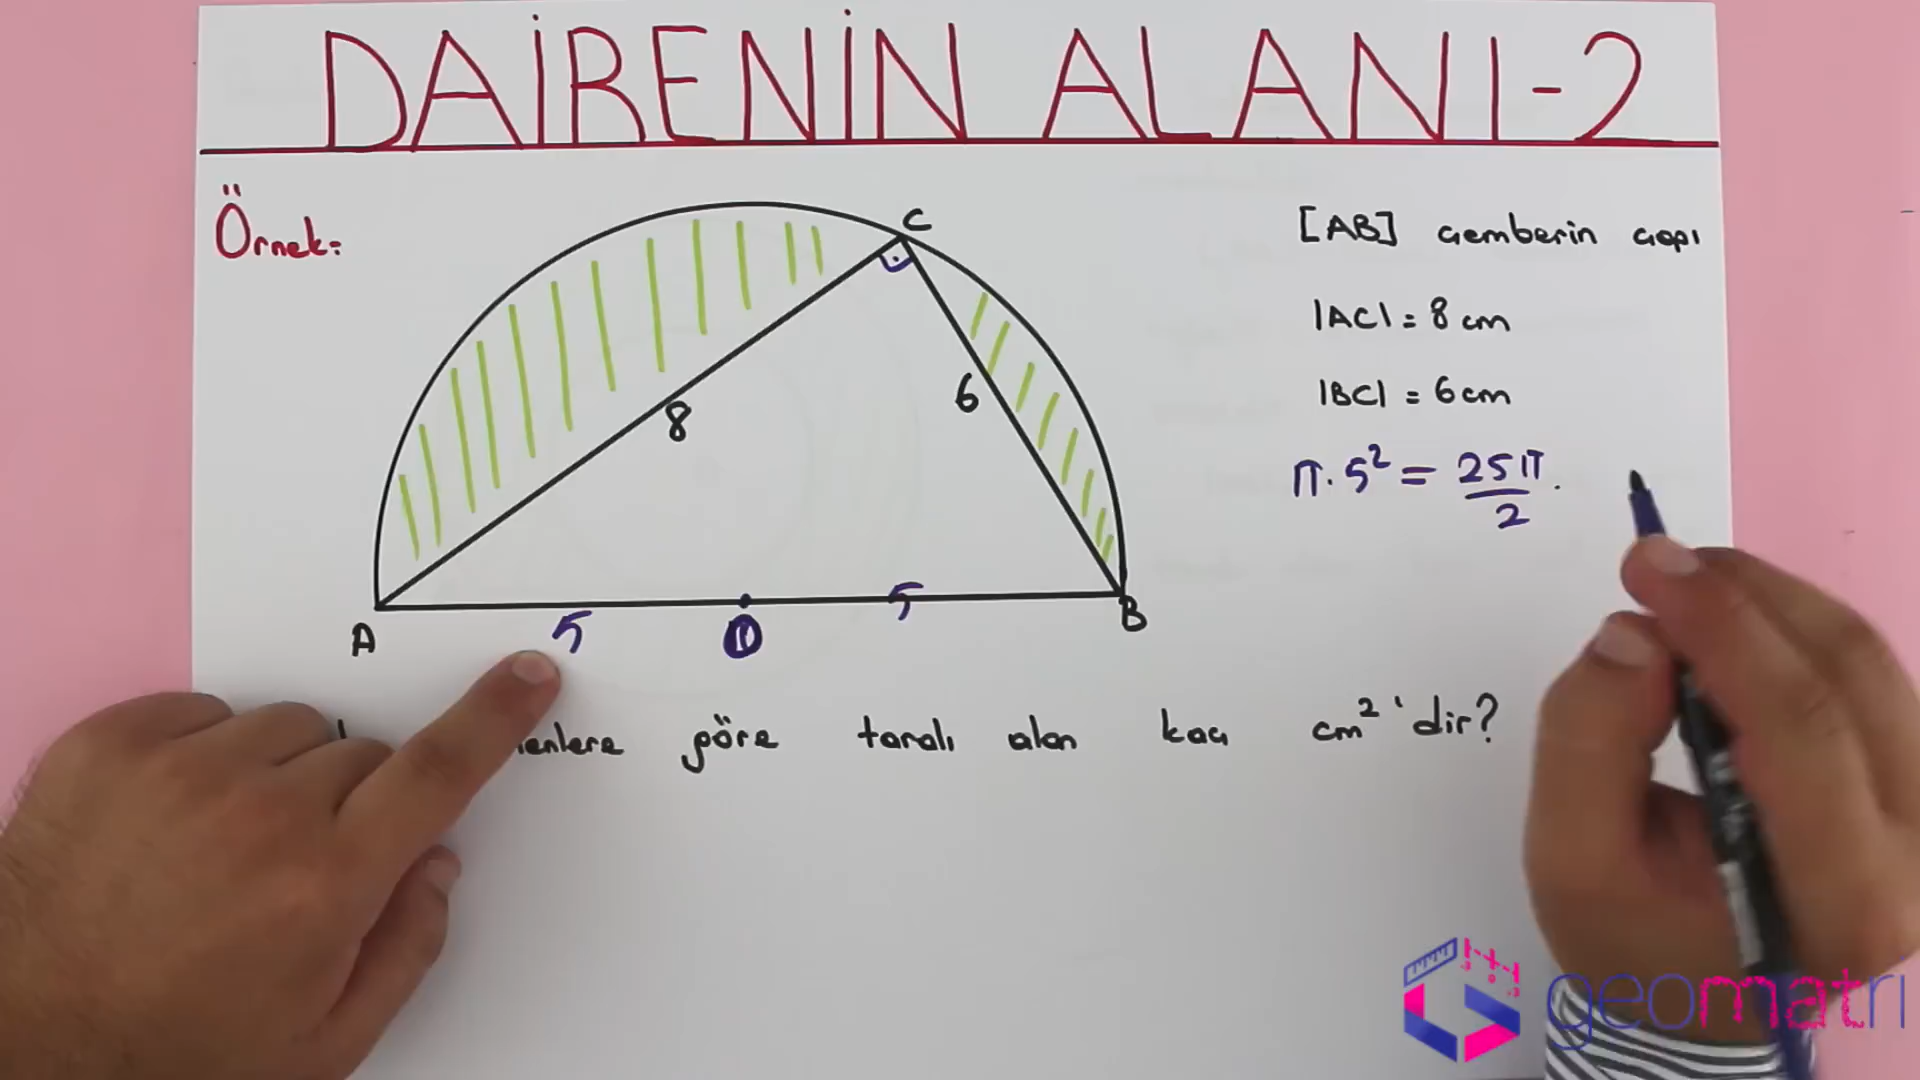 DAİRENİN ALANI-2
Örnek:
C
[AB] çemberin çapı
|AC| = 8 cm
|BC| = 6 cm
8
6
π . 5² = 25π .
2
A
5
5
B
göre taralı alan kaç cm² 'dir?
geomatri